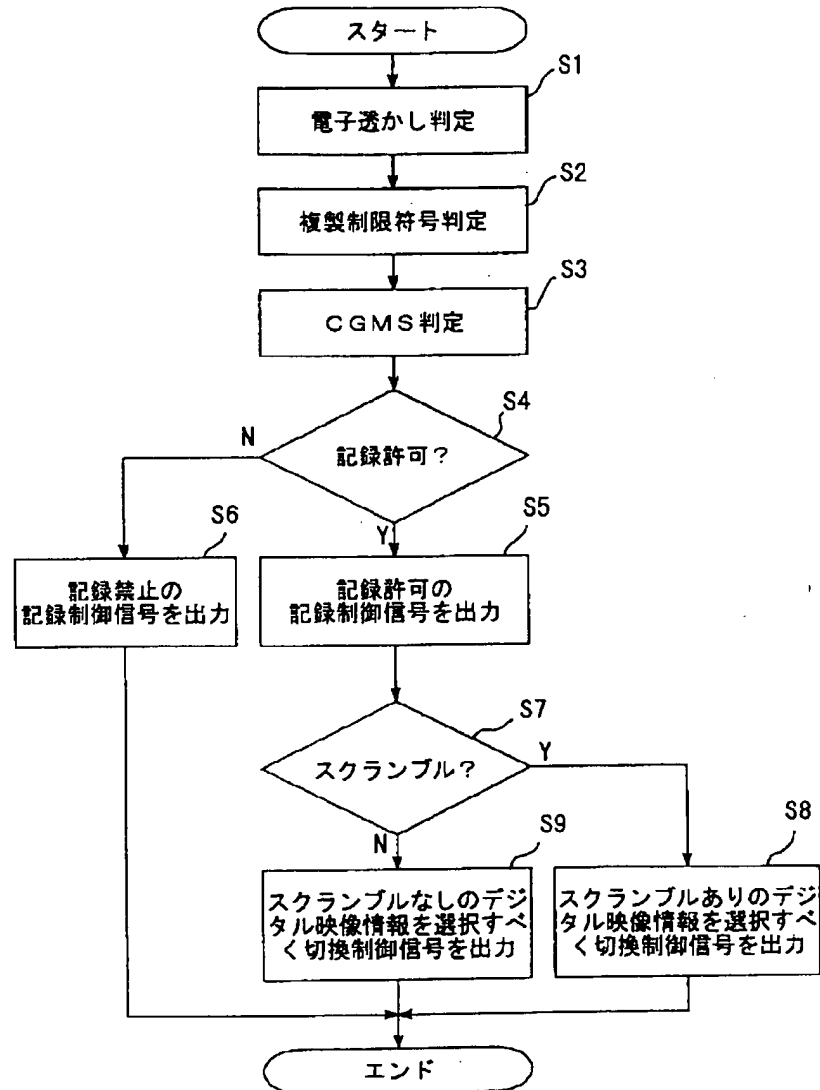 スタート
S1
電子透かし判定
S2
複製制限符号判定
S3
CGMS判定
S4
N
記録許可?
Y
S6
S5
記録禁止の
記録制御信号を出力
記録許可の
記録制御信号を出力
S7
スクランブル?
Y
N
S9
S8
スクランブルなしのデジ
タル映像情報を選択すべ
く切換制御信号を出力
スクランブルありのデジ
タル映像情報を選択すべ
く切換制御信号を出力
エンド